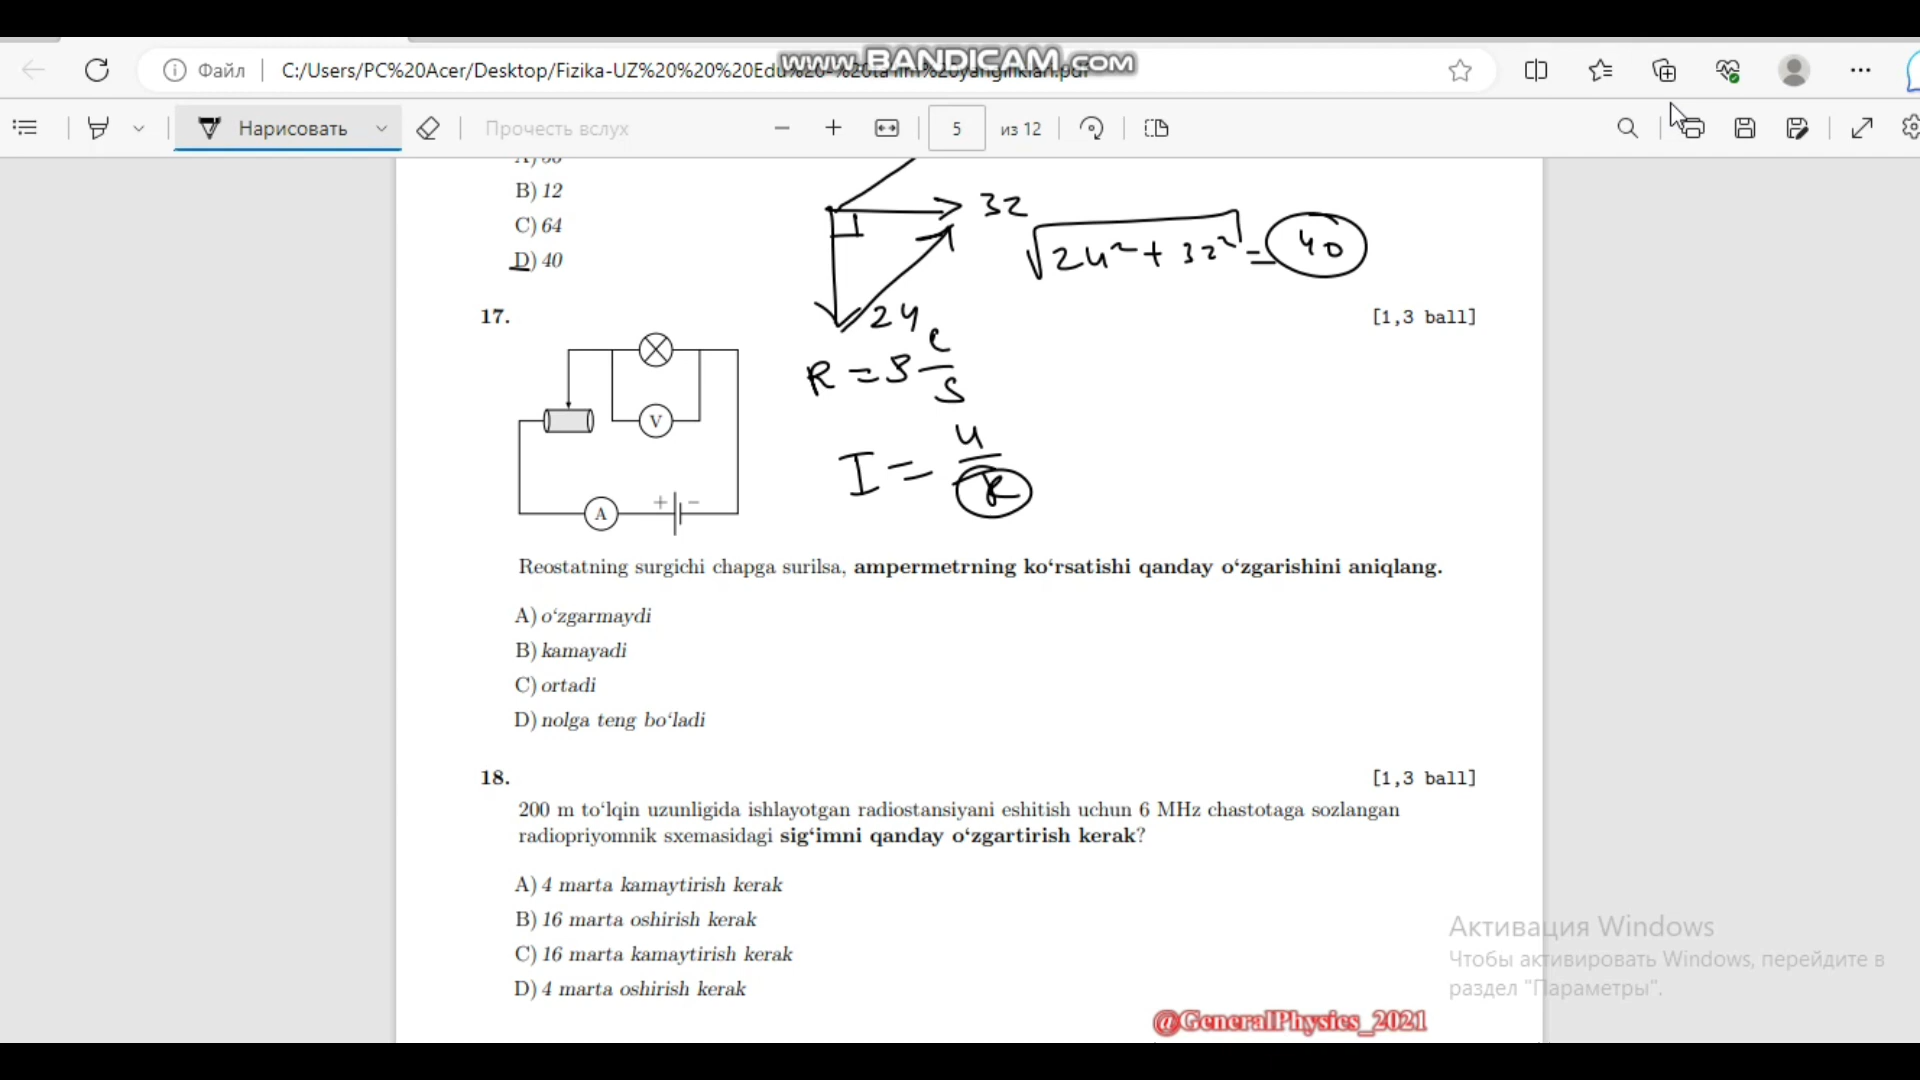 www.BANDICAM.com
Файл
C:/Users/PC%20Acer/Desktop/Fizika-UZ%20%20%20Edu%20-%20ta'lim%20yangiliklari.pdf
Нарисовать
Прочесть вслух
5
из 12
B) 12
C) 64
D) 40
32
√24² + 32² = 40
24
17.
[1,3 ball]
R = S ℓ/S
V
I = U/R
A
+
−
Reostatning surgichi chapga surilsa, ampermetrning ko‘rsatishi qanday o‘zgarishini aniqlang.
A) o‘zgarmaydi
B) kamayadi
C) ortadi
D) nolga teng bo‘ladi
18.
[1,3 ball]
200 m to‘lqin uzunligida ishlayotgan radiostansiyani eshitish uchun 6 MHz chastotaga sozlangan
radiopriyomnik sxemasidagi sig‘imni qanday o‘zgartirish kerak?
A) 4 marta kamaytirish kerak
B) 16 marta oshirish kerak
C) 16 marta kamaytirish kerak
D) 4 marta oshirish kerak
Активация Windows
Чтобы активировать Windows, перейдите в
раздел "Параметры".
@GeneralPhysics_2021